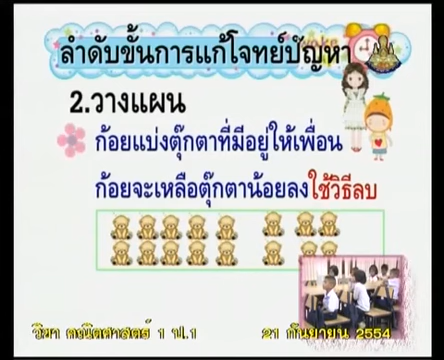 ลำดับขั้นการแก้โจทย์ปัญหา
2.วางแผน
ก้อยแบ่งตุ๊กตาที่มีอยู่ให้เพื่อน
ก้อยจะเหลือตุ๊กตาน้อยลงใช้วิธีลบ
วิชา คณิตศาสตร์ 1 ป.1
21 กันยายน 2554